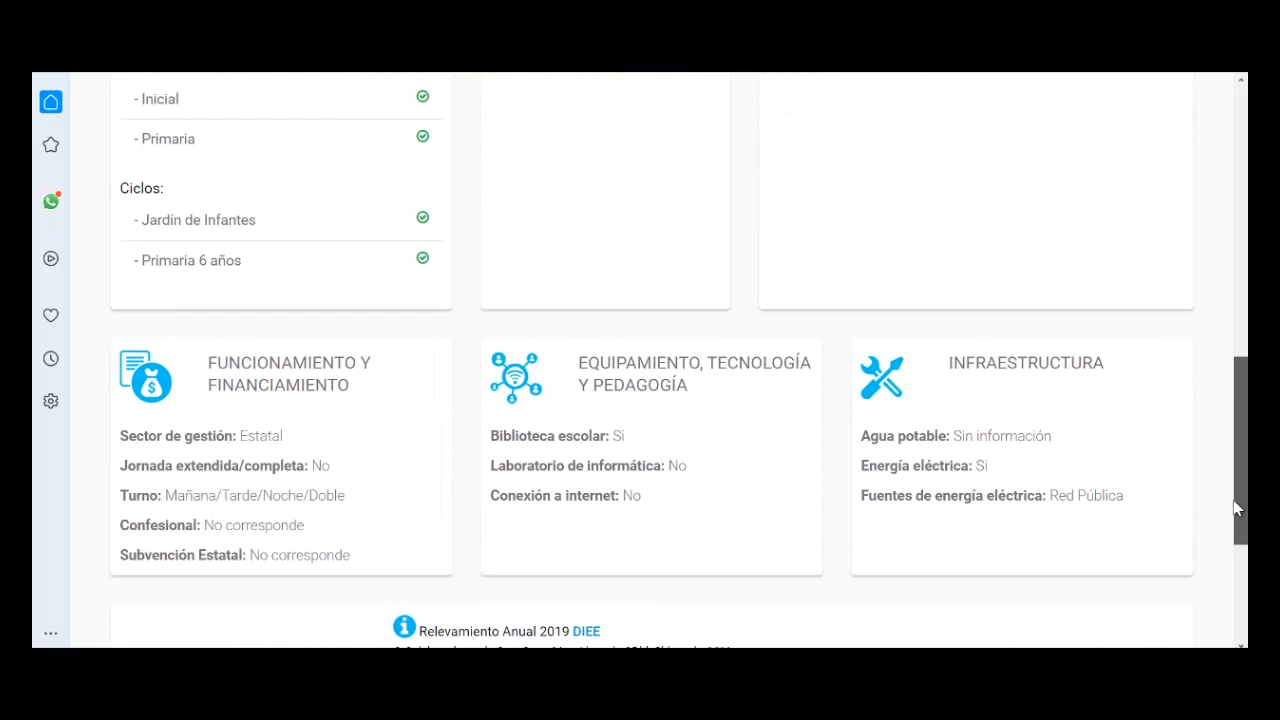 - Inicial
- Primaria
Ciclos:
- Jardín de Infantes
- Primaria 6 años
FUNCIONAMIENTO Y
FINANCIAMIENTO
Sector de gestión: Estatal
Jornada extendida/completa: No
Turno: Mañana/Tarde/Noche/Doble
Confesional: No corresponde
Subvención Estatal: No corresponde
EQUIPAMIENTO, TECNOLOGÍA
Y PEDAGOGÍA
Biblioteca escolar: Si
Laboratorio de informática: No
Conexión a internet: No
INFRAESTRUCTURA
Agua potable: Sin información
Energía eléctrica: Si
Fuentes de energía eléctrica: Red Pública
Relevamiento Anual 2019 DIEE